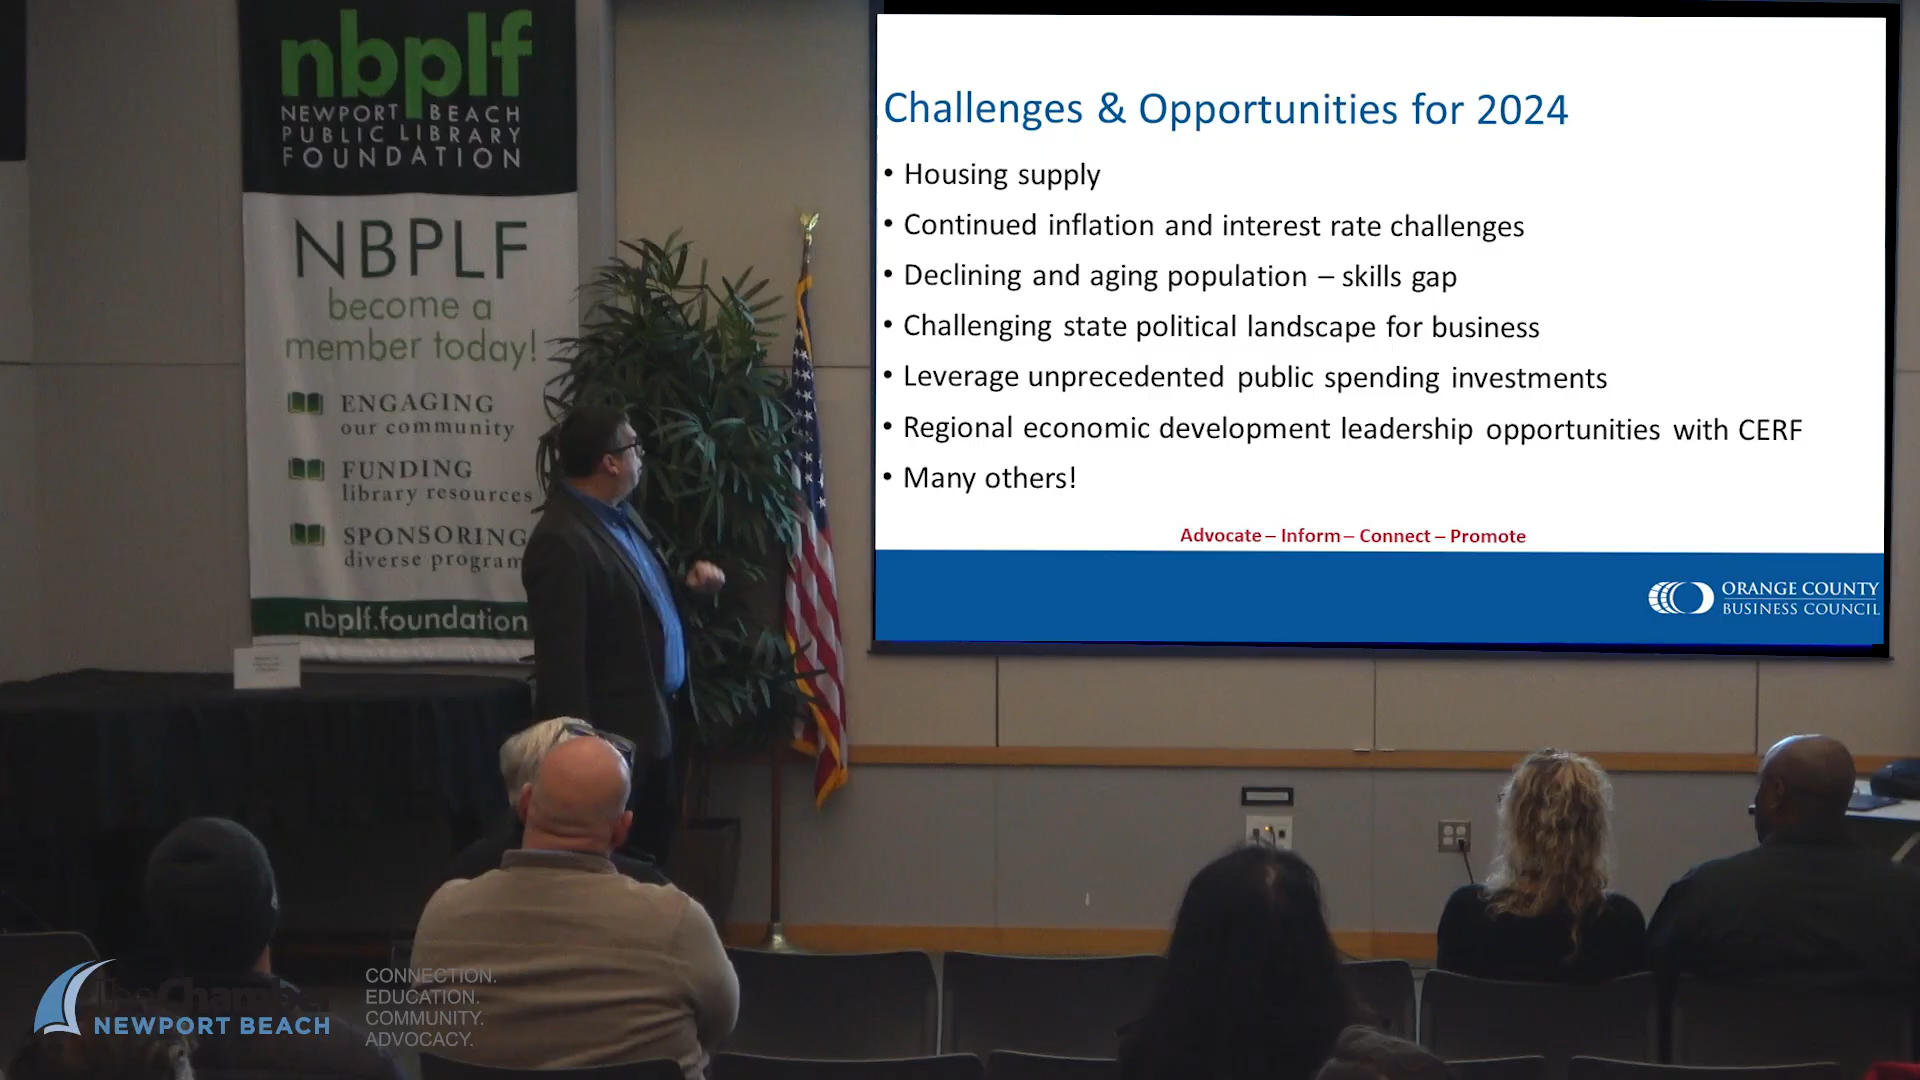 nbplf
NEWPORT BEACH
PUBLIC LIBRARY
FOUNDATION
NBPLF
become a
member today!
ENGAGING
our community
FUNDING
library resources
SPONSORING
diverse program
nbplf.foundation
Challenges & Opportunities for 2024
• Housing supply
• Continued inflation and interest rate challenges
• Declining and aging population – skills gap
• Challenging state political landscape for business
• Leverage unprecedented public spending investments
• Regional economic development leadership opportunities with CERF
• Many others!
Advocate – Inform – Connect – Promote
ORANGE COUNTY
BUSINESS COUNCIL
The Chamber
NEWPORT BEACH
CONNECTION.
EDUCATION.
COMMUNITY.
ADVOCACY.